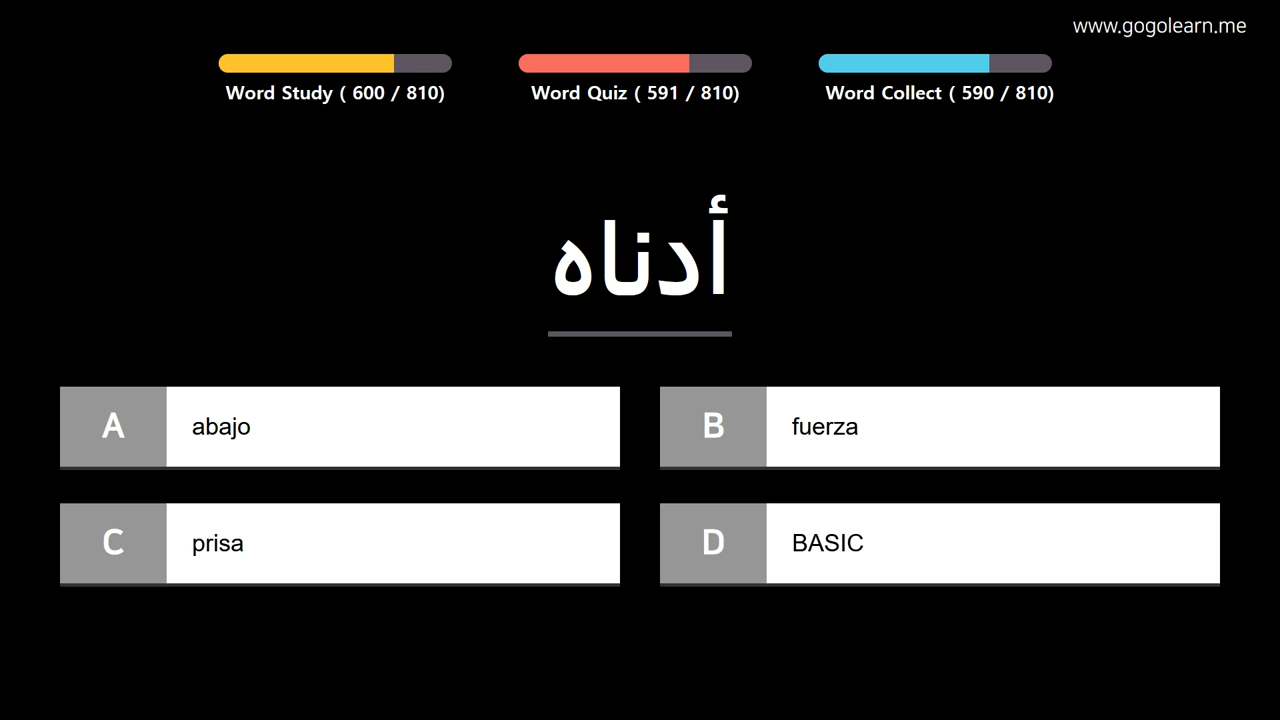 www.gogolearn.me
Word Study ( 600 / 810)
Word Quiz ( 591 / 810)
Word Collect ( 590 / 810)
أدناه
A abajo
B fuerza
C prisa
D BASIC